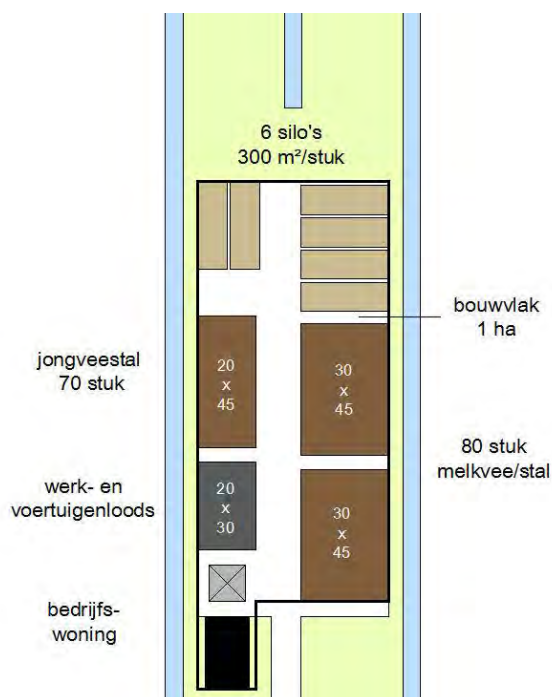 6 silo's
300 m²/stuk
bouwvlak
1 ha
jongveestal
70 stuk
20
x
45
30
x
45
80 stuk
melkvee/stal
werk- en
voertuigenloods
20
x
30
30
x
45
bedrijfs-
woning